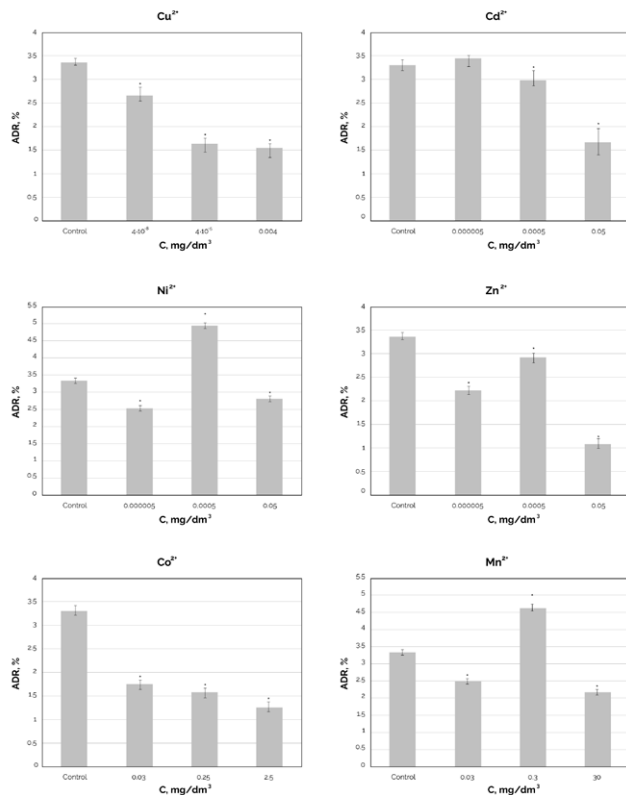 Cu²⁺
4
3.5
3
2.5
2
1.5
1
0.5
0
ADR, %
Control 0.004
C, mg/dm³
Cd²⁺
4
3.5
3
2.5
2
1.5
1
0.5
0
ADR, %
* *
Control 0.000005 0.0005 0.05
C, mg/dm³
Ni²⁺
5.5
5
4.5
4
3.5
3
2.5
2
1.5
1
0.5
0
ADR, %
* * *
Control 0.000005 0.0005 0.05
C, mg/dm³
Zn²⁺
4
3.5
3
2.5
2
1.5
1
0.5
0
ADR, %
* * *
Control 0.000005 0.0005 0.05
C, mg/dm³
Co²⁺
4
3.5
3
2.5
2
1.5
1
0.5
0
ADR, %
* * *
Control 0.03 0.25 2.5
C, mg/dm³
Mn²⁺
5.5
5
4.5
4
3.5
3
2.5
2
1.5
1
0.5
0
ADR, %
* * *
Control 0.03 0.3 30
C, mg/dm³